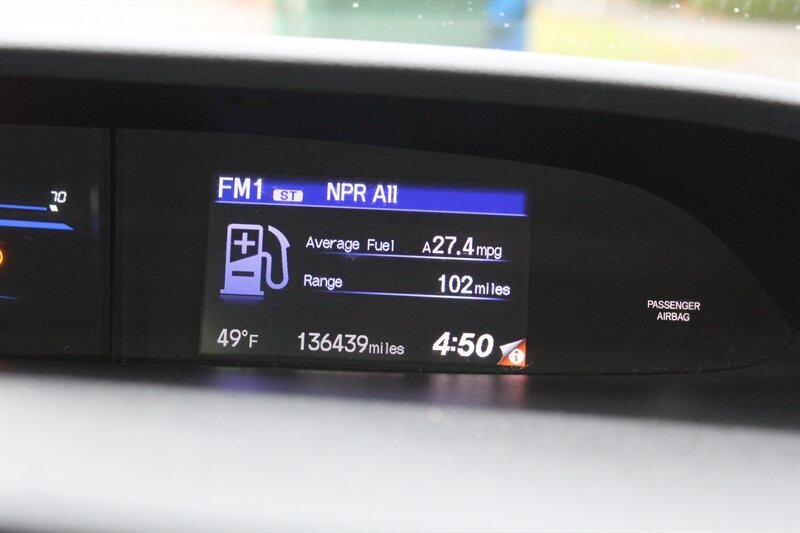 70
FM1 ST NPR All
Average Fuel A27.4mpg
Range 102miles
49°F 136439miles 4:50 i
PASSENGER
AIRBAG